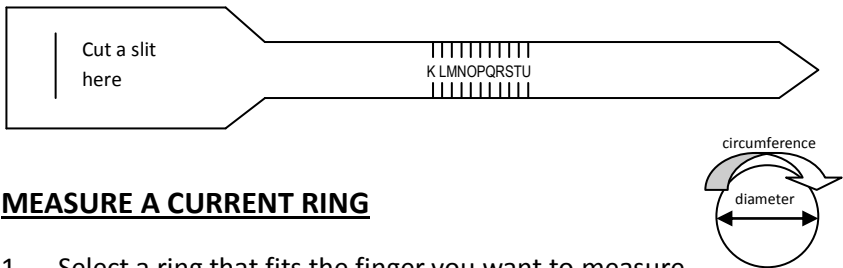 Cut a slit
here
K LMNOPQRSTU
circumference
diameter
MEASURE A CURRENT RING
1. Select a ring that fits the finger you want to measure